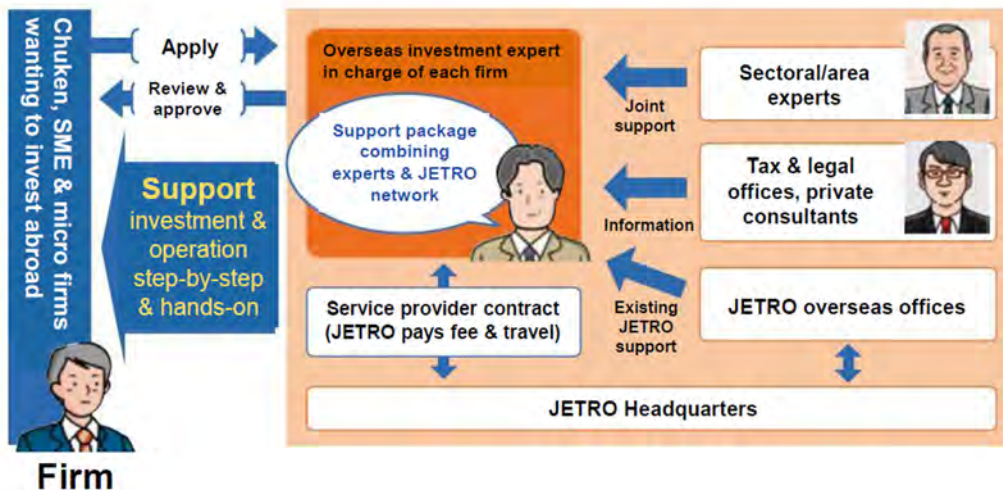 Chuken, SME & micro firms
wanting to invest abroad
Firm
Apply
Review &
approve
Support
investment &
operation
step-by-step
& hands-on
Overseas investment expert
in charge of each firm
Support package
combining
experts & JETRO
network
Service provider contract
(JETRO pays fee & travel)
Joint
support
Information
Existing
JETRO
support
Sectoral/area
experts
Tax & legal
offices, private
consultants
JETRO overseas offices
JETRO Headquarters